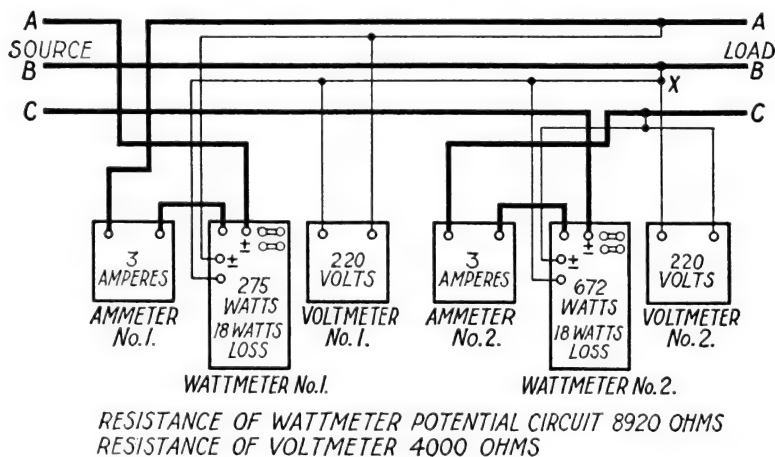 A A
SOURCE LOAD
B B
X
C C
± ±
± ±
3 AMPERES
275 WATTS
18 WATTS LOSS
220 VOLTS
3 AMPERES
672 WATTS
18 WATTS LOSS
220 VOLTS
AMMETER No.1.
WATTMETER No.1.
VOLTMETER No.1.
AMMETER No.2.
WATTMETER No.2.
VOLTMETER No.2.
RESISTANCE OF WATTMETER POTENTIAL CIRCUIT 8920 OHMS
RESISTANCE OF VOLTMETER 4000 OHMS